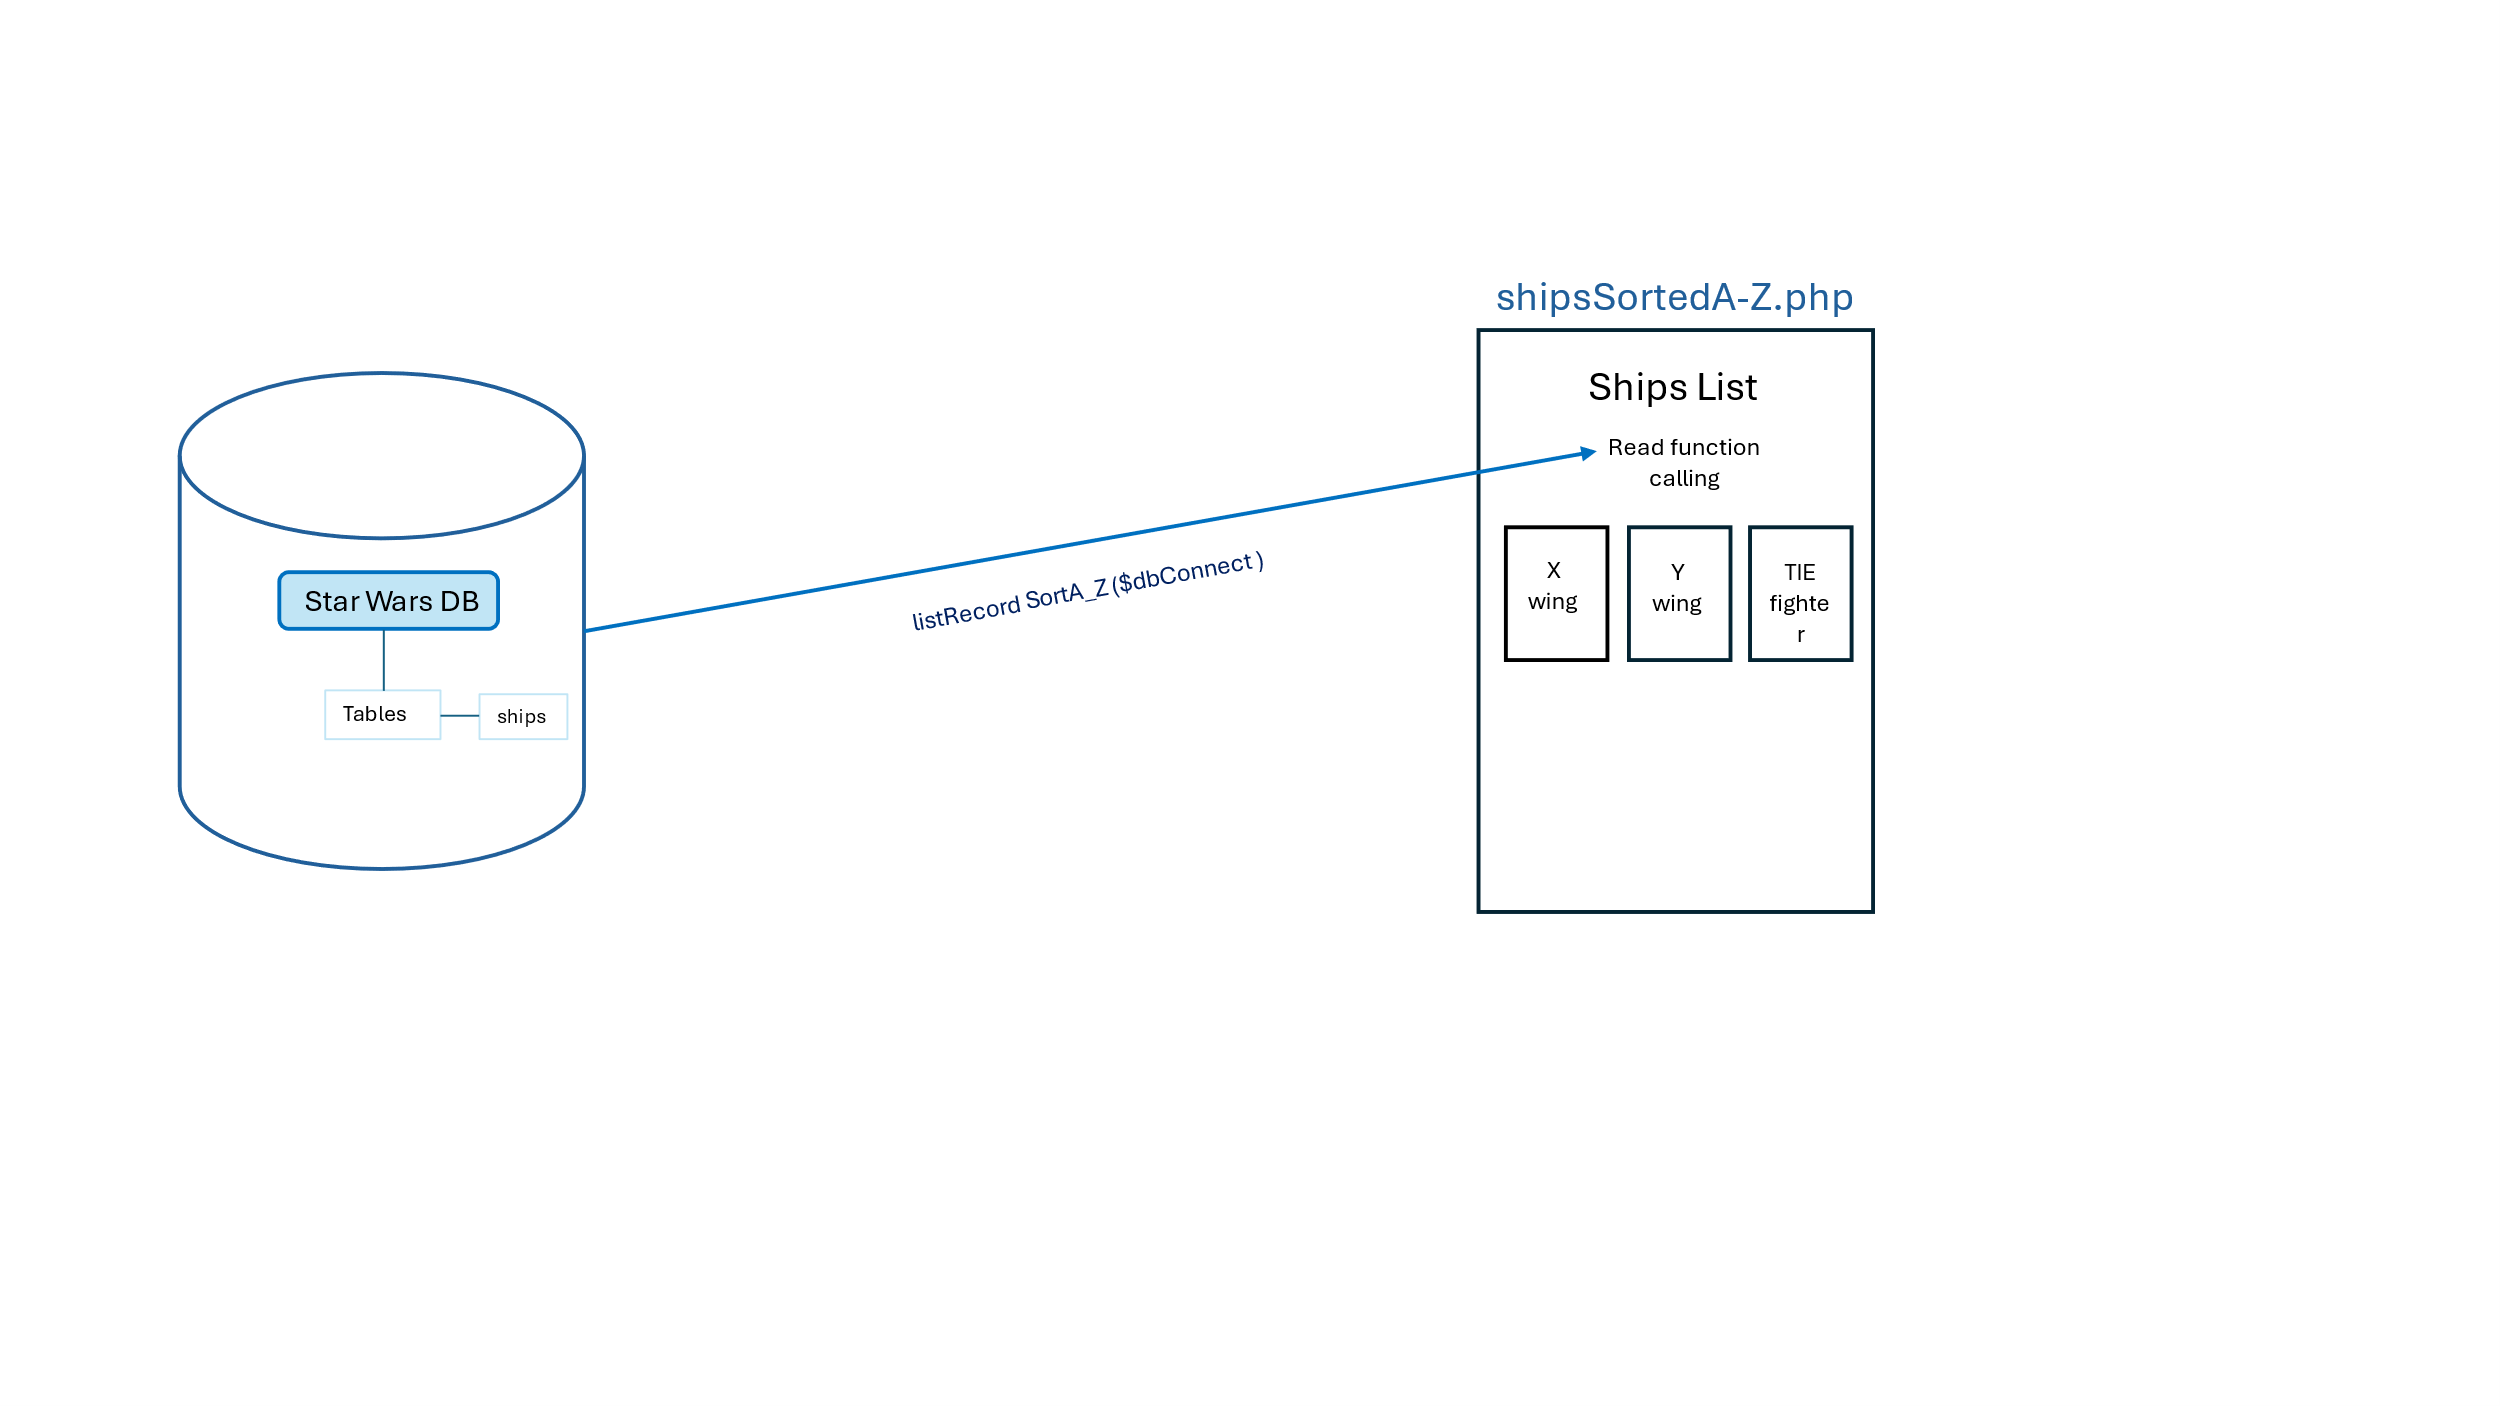 shipsSortedA-Z.php
Ships List
Read function
calling
X
wing
Y
wing
TIE
fighte
r
listRecord SortA_Z($dbConnect )
Star Wars DB
Tables
ships